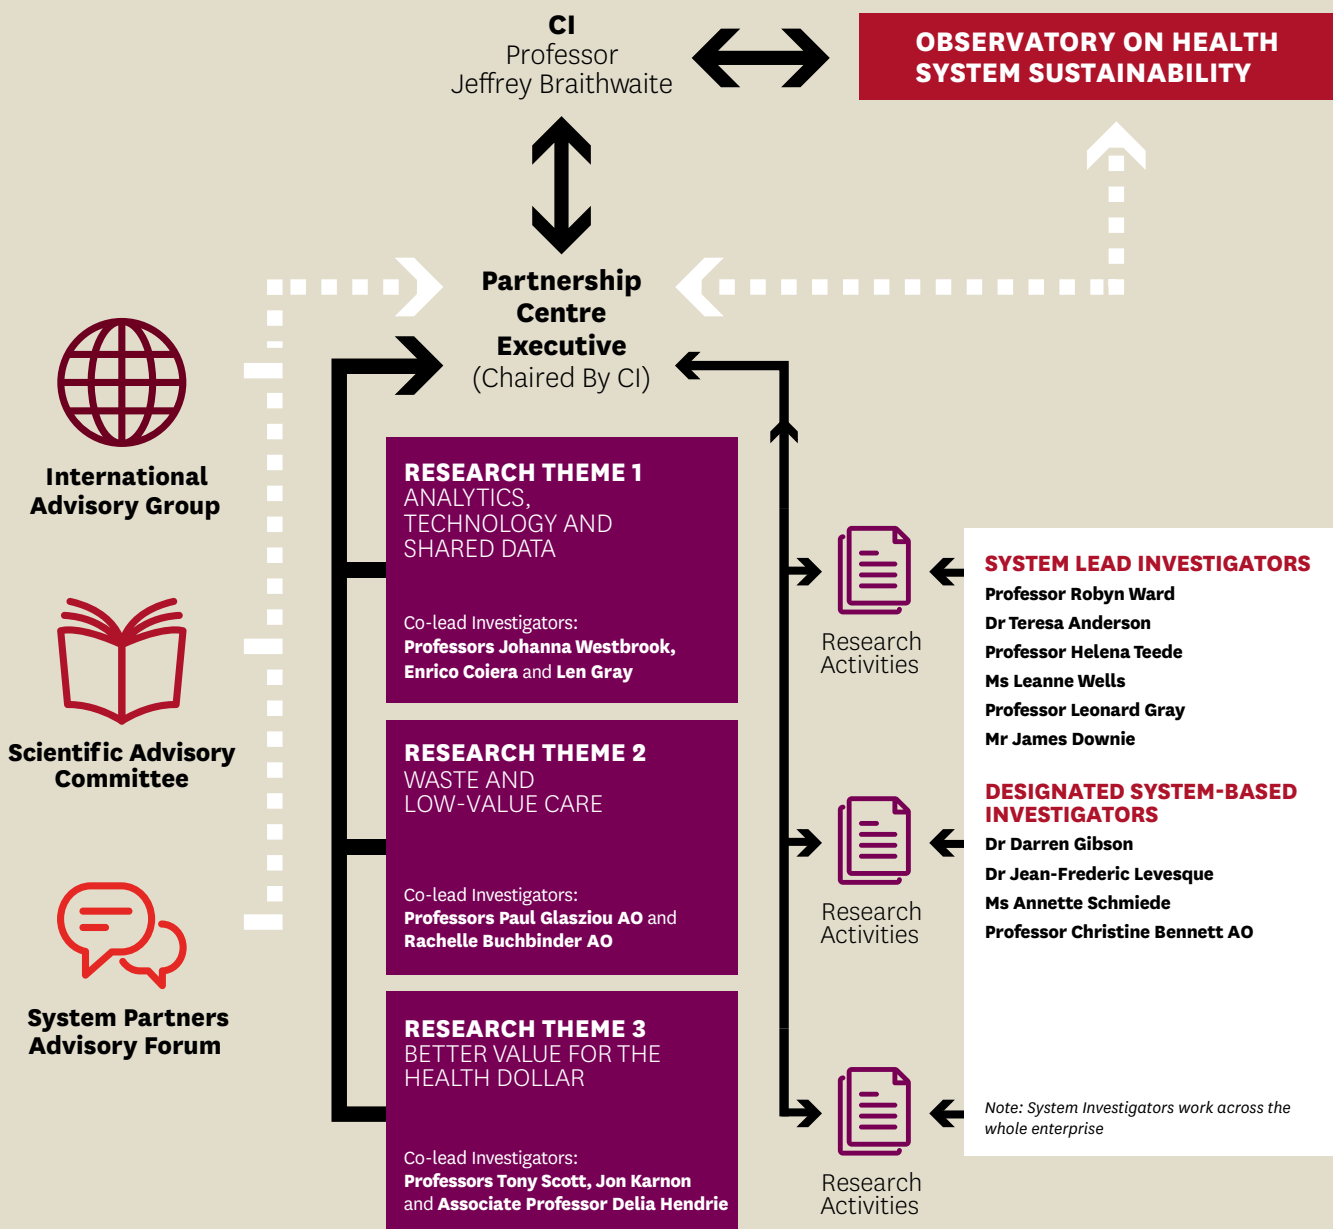 CI
Professor
Jeffrey Braithwaite
OBSERVATORY ON HEALTH
SYSTEM SUSTAINABILITY
Partnership
Centre
Executive
(Chaired By CI)
International
Advisory Group
Scientific Advisory
Committee
System Partners
Advisory Forum
RESEARCH THEME 1
ANALYTICS,
TECHNOLOGY AND
SHARED DATA
Co-lead Investigators:
Professors Johanna Westbrook,
Enrico Coiera and Len Gray
RESEARCH THEME 2
WASTE AND
LOW-VALUE CARE
Co-lead Investigators:
Professors Paul Glasziou AO and
Rachelle Buchbinder AO
RESEARCH THEME 3
BETTER VALUE FOR THE
HEALTH DOLLAR
Co-lead Investigators:
Professors Tony Scott, Jon Karnon
and Associate Professor Delia Hendrie
Research
Activities
Research
Activities
Research
Activities
SYSTEM LEAD INVESTIGATORS
Professor Robyn Ward
Dr Teresa Anderson
Professor Helena Teede
Ms Leanne Wells
Professor Leonard Gray
Mr James Downie
DESIGNATED SYSTEM-BASED
INVESTIGATORS
Dr Darren Gibson
Dr Jean-Frederic Levesque
Ms Annette Schmiede
Professor Christine Bennett AO
Note: System Investigators work across the
whole enterprise